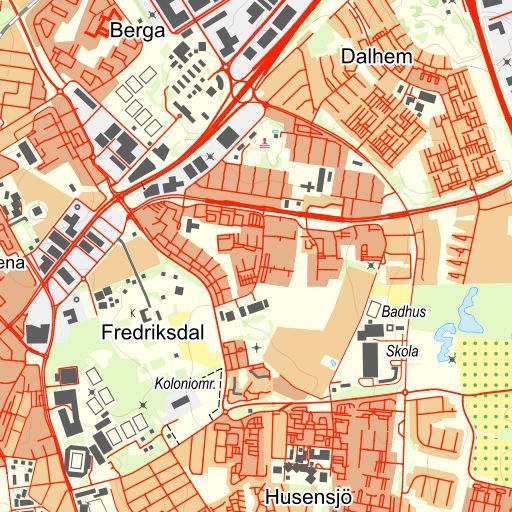 Berga
Dalhem
ena
Badhus
K
Fredriksdal
Skola
Koloniomr.
Husensjö